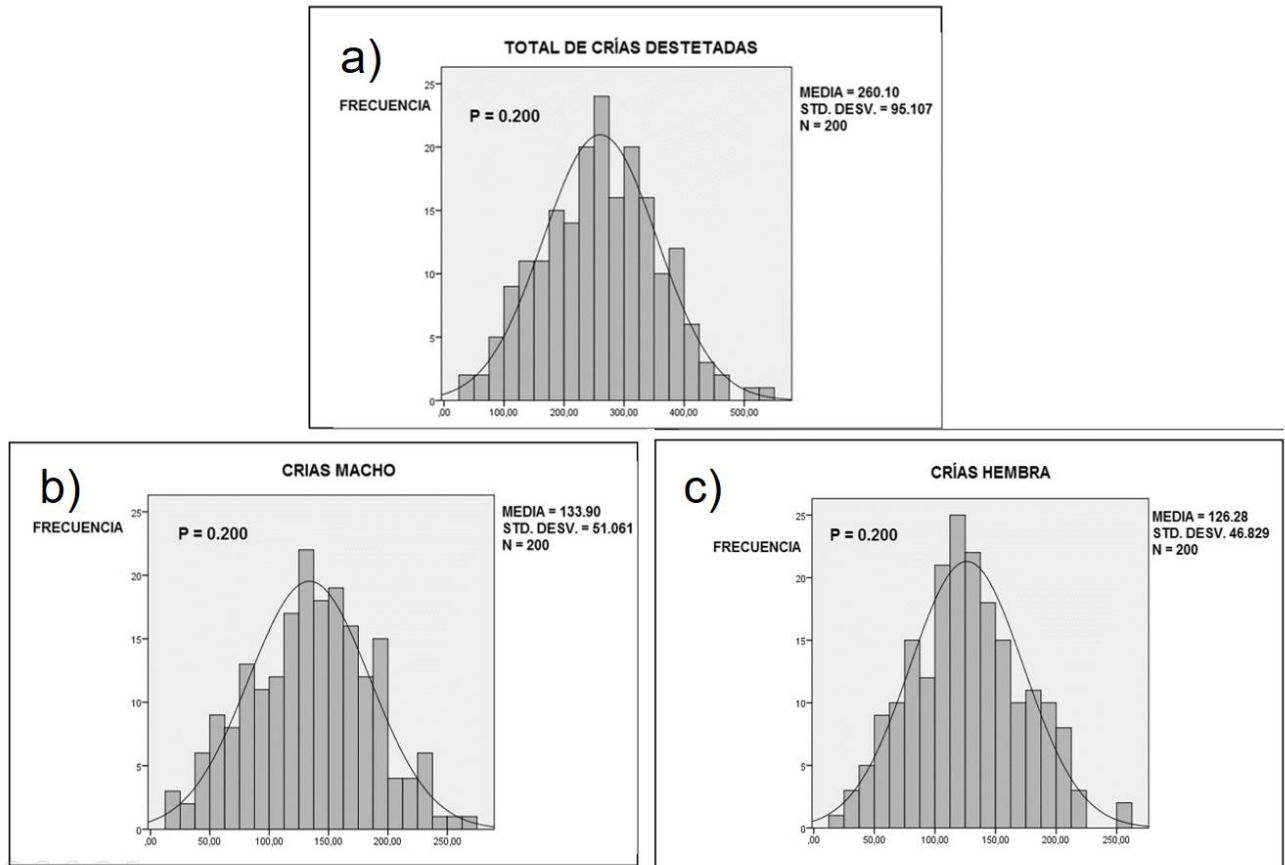 a)
TOTAL DE CRÍAS DESTETADAS
FRECUENCIA
P = 0.200
MEDIA = 260.10
STD. DESV. = 95.107
N = 200
25
20
15
10
5
0
,00 100,00 200,00 300,00 400,00 500,00
b)
CRIAS MACHO
FRECUENCIA
P = 0.200
MEDIA = 133.90
STD. DESV. = 51.061
N = 200
25
20
15
10
5
0
,00 50,00 100,00 150,00 200,00 250,00
c)
CRÍAS HEMBRA
FRECUENCIA
P = 0.200
MEDIA = 126.28
STD. DESV. 46.829
N = 200
25
20
15
10
5
0
,00 50,00 100,00 150,00 200,00 250,00